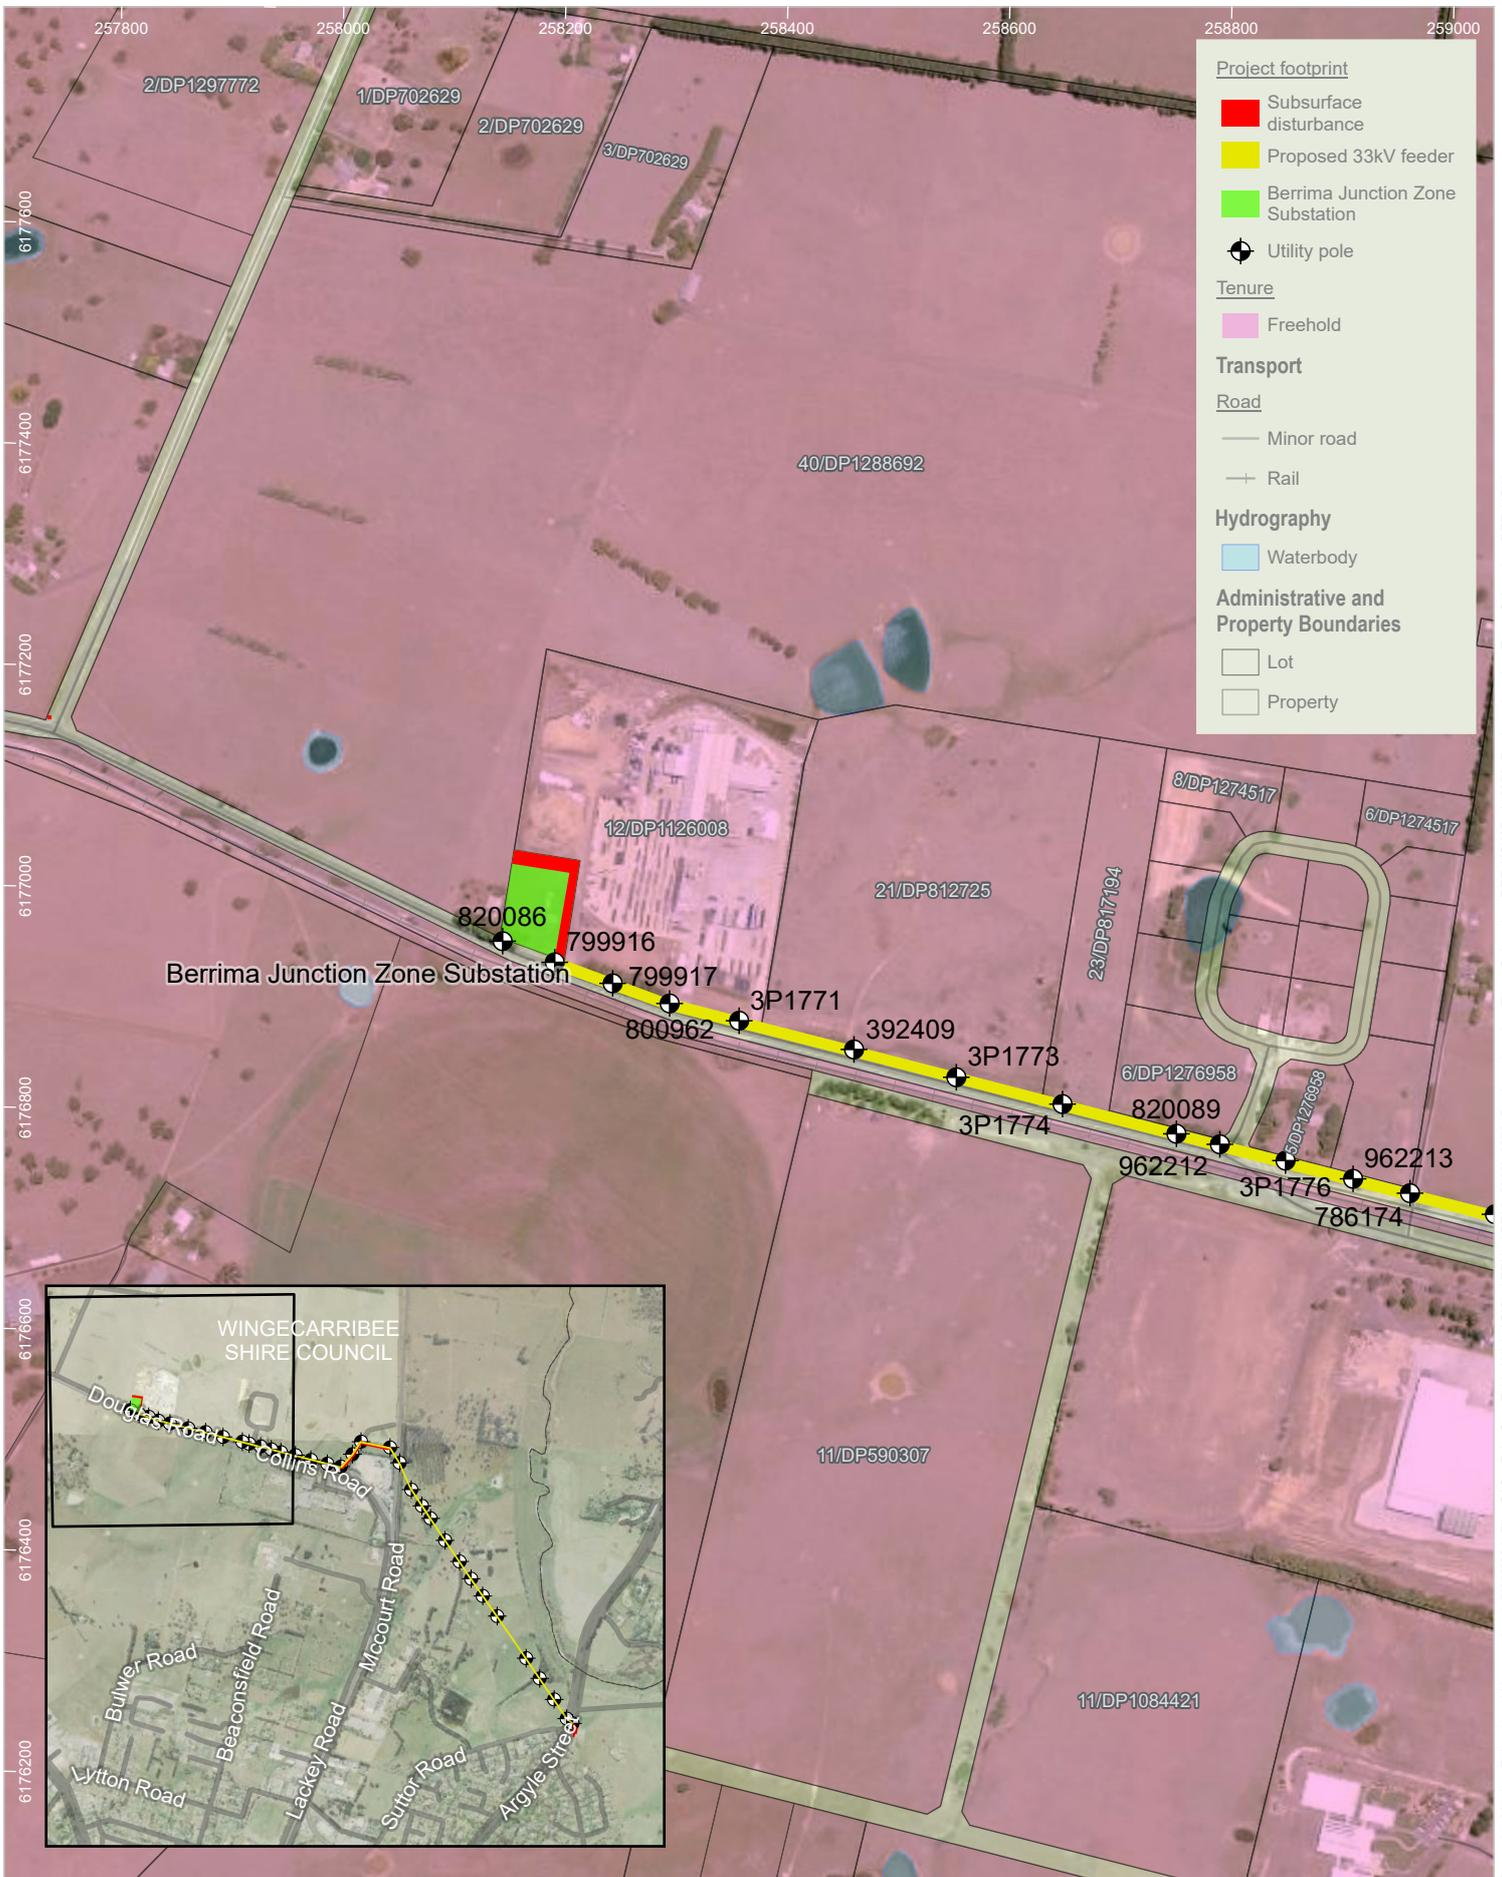 257800
258000
258200
258400
258600
258800
259000
Project footprint
Subsurface
disturbance
Proposed 33kV feeder
Berrima Junction Zone
Substation
Utility pole
Tenure
Freehold
Transport
Road
Minor road
Rail
Hydrography
Waterbody
Administrative and
Property Boundaries
Lot
Property
2/DP1297772
1/DP702629
2/DP702629
3/DP702629
6177600
6177400
40/DP1288692
6177200
8/DP1274517
6/DP1274517
12/DP1126008
6177000
21/DP812725
23/DP817194
820086
799916
Berrima Junction Zone Substation
799917
3P1771
800962
392409
3P1773
6/DP1276958
5/DP1276958
6176800
820089
3P1774
962212
962213
3P1776
786174
6176600
WINGECARRIBEE
SHIRE COUNCIL
Douglas Road
Collins Road
11/DP590307
6176400
Mccourt Road
Beaconsfield Road
Bulwer Road
Lackey Road
Suttor Road
Argyle Street
Lytton Road
11/DP1084421
6176200